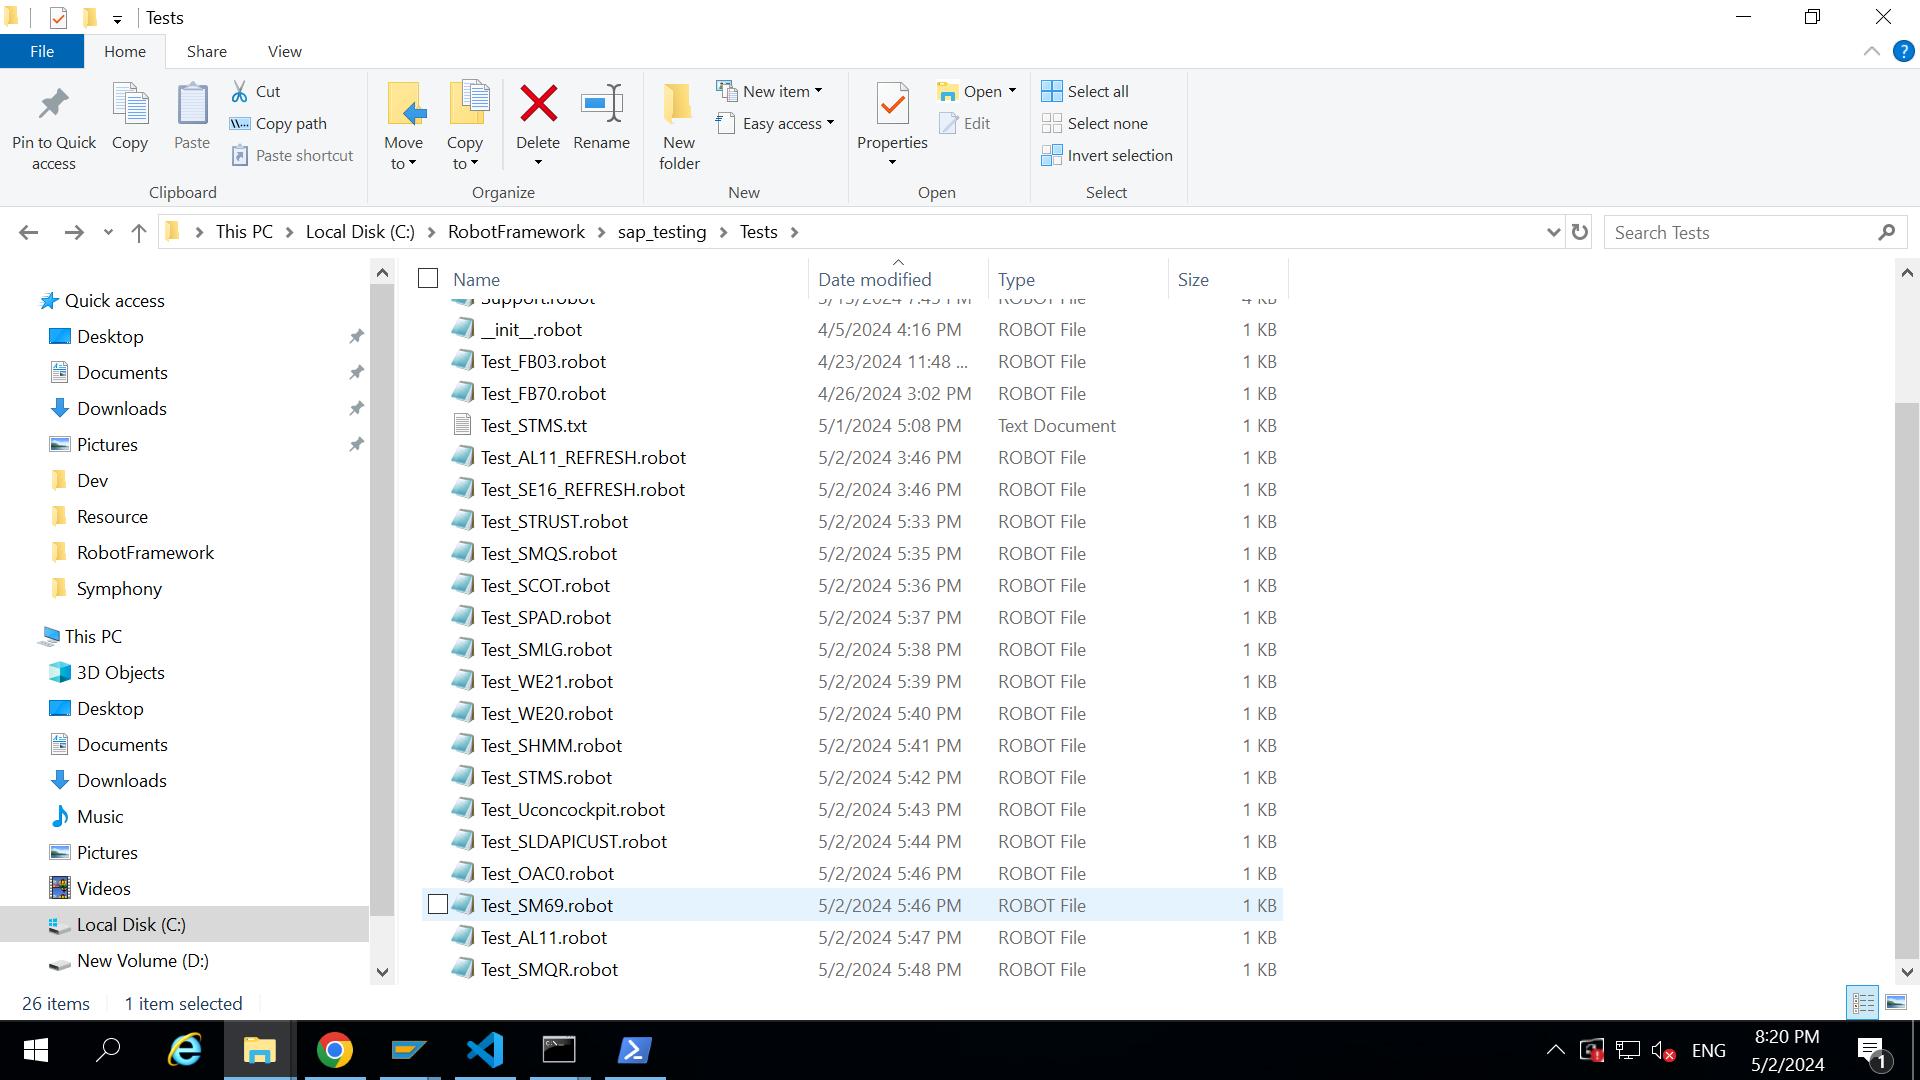 Tests
File
Home
Share
View
Pin to Quick
access
Copy
Paste
Cut
Copy path
Paste shortcut
Clipboard
Move
to
Copy
to
Delete
Rename
Organize
New
folder
New item
Easy access
New
Properties
Open
Edit
Open
Select all
Select none
Invert selection
Select
This PC
Local Disk (C:)
RobotFramework
sap_testing
Tests
Search Tests
Quick access
Desktop
Documents
Downloads
Pictures
Dev
Resource
RobotFramework
Symphony
This PC
3D Objects
Desktop
Documents
Downloads
Music
Pictures
Videos
Local Disk (C:)
New Volume (D:)
Name Date modified Type Size
Support.robot ROBOT File 4 KB
__init__.robot 4/5/2024 4:16 PM ROBOT File 1 KB
Test_FB03.robot 4/23/2024 11:48 ... ROBOT File 1 KB
Test_FB70.robot 4/26/2024 3:02 PM ROBOT File 1 KB
Test_STMS.txt 5/1/2024 5:08 PM Text Document 1 KB
Test_AL11_REFRESH.robot 5/2/2024 3:46 PM ROBOT File 1 KB
Test_SE16_REFRESH.robot 5/2/2024 3:46 PM ROBOT File 1 KB
Test_STRUST.robot 5/2/2024 5:33 PM ROBOT File 1 KB
Test_SMQS.robot 5/2/2024 5:35 PM ROBOT File 1 KB
Test_SCOT.robot 5/2/2024 5:36 PM ROBOT File 1 KB
Test_SPAD.robot 5/2/2024 5:37 PM ROBOT File 1 KB
Test_SMLG.robot 5/2/2024 5:38 PM ROBOT File 1 KB
Test_WE21.robot 5/2/2024 5:39 PM ROBOT File 1 KB
Test_WE20.robot 5/2/2024 5:40 PM ROBOT File 1 KB
Test_SHMM.robot 5/2/2024 5:41 PM ROBOT File 1 KB
Test_STMS.robot 5/2/2024 5:42 PM ROBOT File 1 KB
Test_Uconcockpit.robot 5/2/2024 5:43 PM ROBOT File 1 KB
Test_SLDAPICUST.robot 5/2/2024 5:44 PM ROBOT File 1 KB
Test_OAC0.robot 5/2/2024 5:46 PM ROBOT File 1 KB
Test_SM69.robot 5/2/2024 5:46 PM ROBOT File 1 KB
Test_AL11.robot 5/2/2024 5:47 PM ROBOT File 1 KB
Test_SMQR.robot 5/2/2024 5:48 PM ROBOT File 1 KB
26 items 1 item selected
ENG
8:20 PM
5/2/2024
1